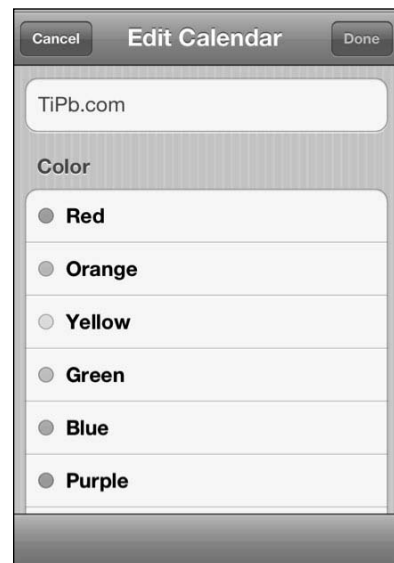 Cancel Edit Calendar Done
TiPb.com
Color
Red
Orange
Yellow
Green
Blue
Purple